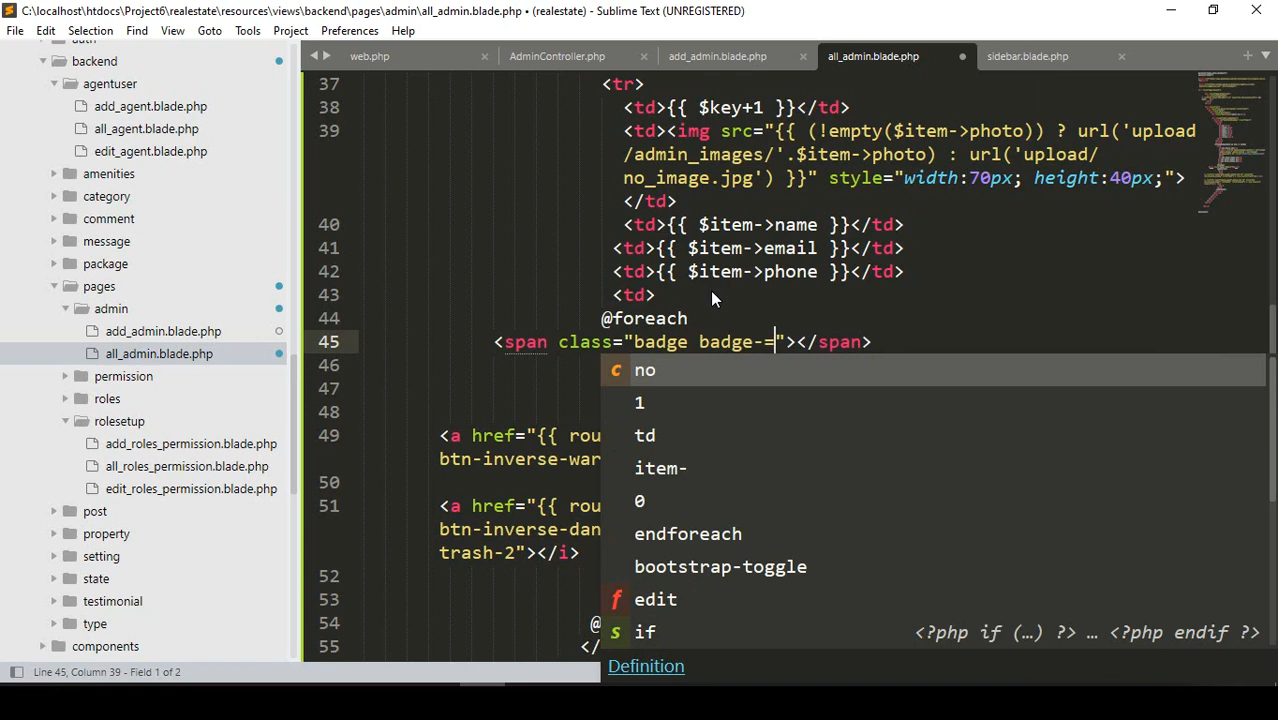 C:\localhost\htdocs\Project6\realestate\resources\views\backend\pages\admin\all_admin.blade.php • (realestate) - Sublime Text (UNREGISTERED)
File Edit Selection Find View Goto Tools Project Preferences Help
web.php AdminController.php add_admin.blade.php all_admin.blade.php sidebar.blade.php
backend
agentuser
add_agent.blade.php
all_agent.blade.php
edit_agent.blade.php
amenities
category
comment
message
package
pages
admin
add_admin.blade.php
all_admin.blade.php
permission
roles
rolesetup
add_roles_permission.blade.php
all_roles_permission.blade.php
edit_roles_permission.blade.php
post
property
setting
state
testimonial
type
components
37 <tr>
38 <td>{{ $key+1 }}</td>
39 <td><img src="{{ (!empty($item->photo)) ? url('upload
/admin_images/'.$item->photo) : url('upload/
no_image.jpg') }}" style="width:70px; height:40px;">
</td>
40 <td>{{ $item->name }}</td>
41 <td>{{ $item->email }}</td>
42 <td>{{ $item->phone }}</td>
43 <td>
44 @foreach
45 <span class="badge badge-="></span>
46
47
48
49 <a href="{{ rou
btn-inverse-war
50
51 <a href="{{ rou
btn-inverse-dan
trash-2"></i>
52
53
54 @
55 </
c no
1
td
item-
0
endforeach
bootstrap-toggle
f edit
s if <?php if (…) ?> … <?php endif ?>
Definition
Line 45, Column 39 - Field 1 of 2